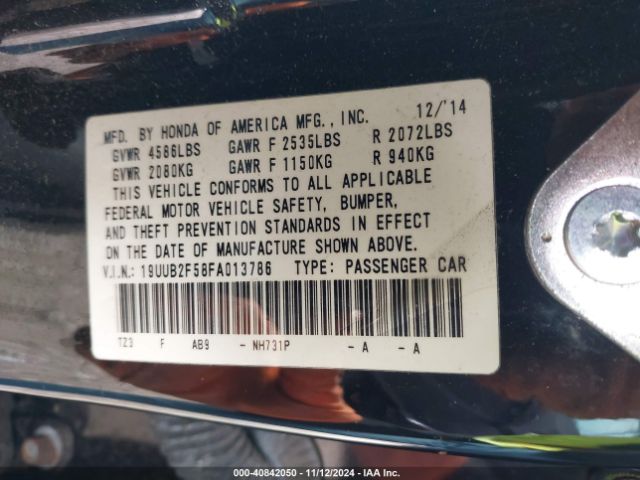 MFD. BY HONDA OF AMERICA MFG., INC. 12/'14
GVWR 4586LBS GAWR F 2535LBS R 2072LBS
GVWR 2080KG GAWR F 1150KG R 940KG
THIS VEHICLE CONFORMS TO ALL APPLICABLE
FEDERAL MOTOR VEHICLE SAFETY, BUMPER,
AND THEFT PREVENTION STANDARDS IN EFFECT
ON THE DATE OF MANUFACTURE SHOWN ABOVE.
V.I.N.: 19UUB2F58FA013786 TYPE: PASSENGER CAR
TZ3 F AB9 - NH731P - A - A
000-40842050 - 11/12/2024 - IAA Inc.